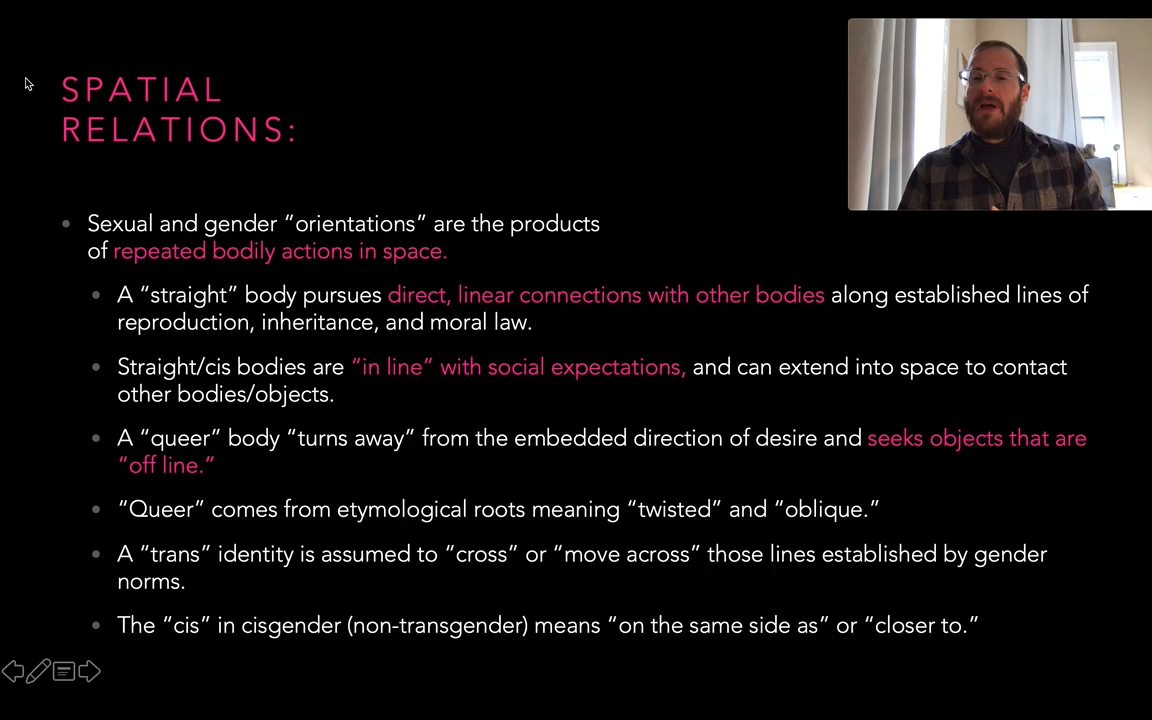 SPATIAL
RELATIONS:
Sexual and gender “orientations” are the products
of repeated bodily actions in space.
A “straight” body pursues direct, linear connections with other bodies along established lines of
reproduction, inheritance, and moral law.
Straight/cis bodies are “in line” with social expectations, and can extend into space to contact
other bodies/objects.
A “queer” body “turns away” from the embedded direction of desire and seeks objects that are
“off line.”
“Queer” comes from etymological roots meaning “twisted” and “oblique.”
A “trans” identity is assumed to “cross” or “move across” those lines established by gender
norms.
The “cis” in cisgender (non-transgender) means “on the same side as” or “closer to.”